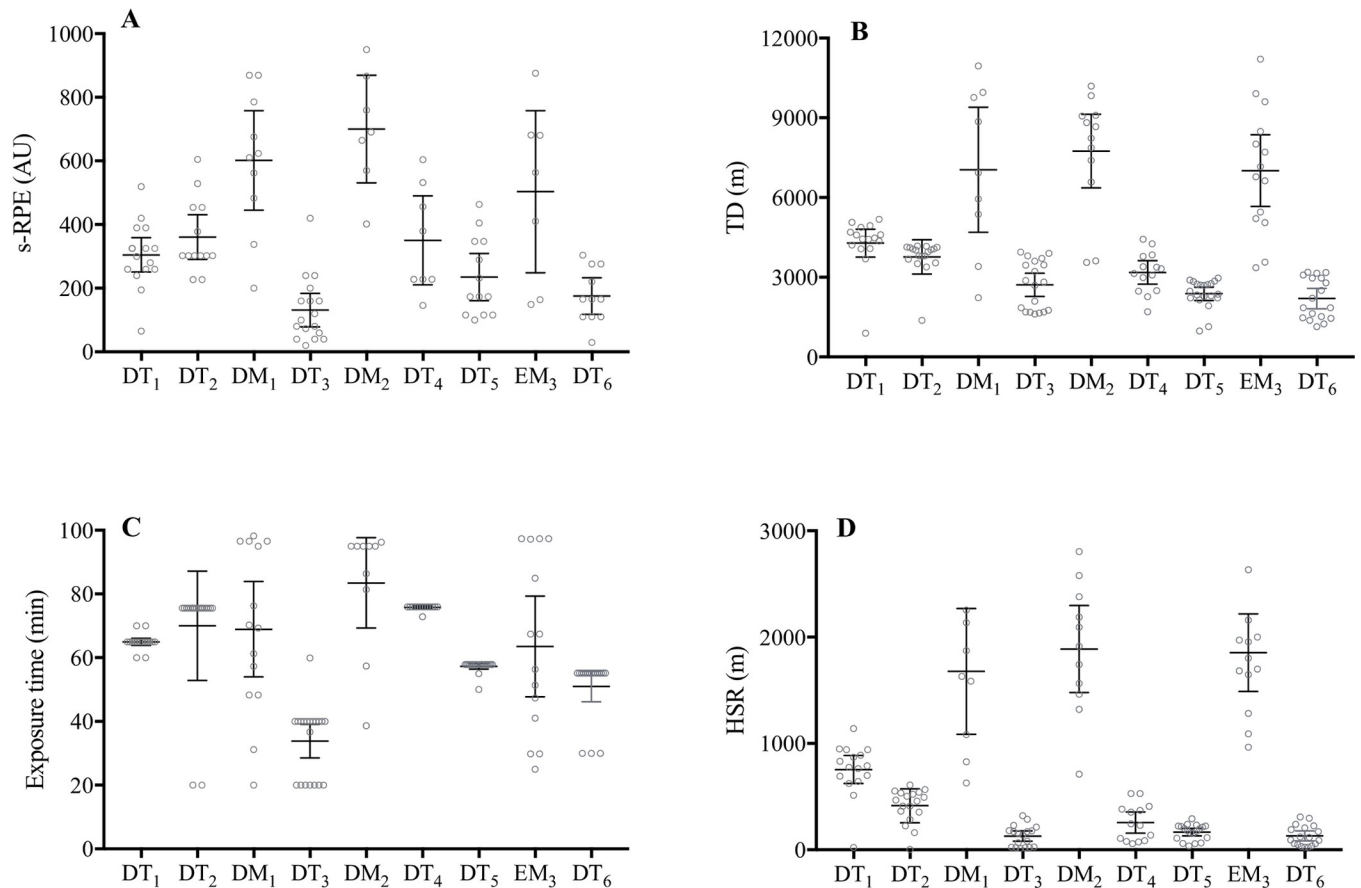 A
s-RPE (AU)
1000
800
600
400
200
0
DT1 DT2 DM1 DT3 DM2 DT4 DT5 EM3 DT6
B
TD (m)
12000
9000
6000
3000
0
DT1 DT2 DM1 DT3 DM2 DT4 DT5 EM3 DT6
C
Exposure time (min)
100
80
60
40
20
0
DT1 DT2 DM1 DT3 DM2 DT4 DT5 EM3 DT6
D
HSR (m)
3000
2000
1000
0
DT1 DT2 DM1 DT3 DM2 DT4 DT5 EM3 DT6